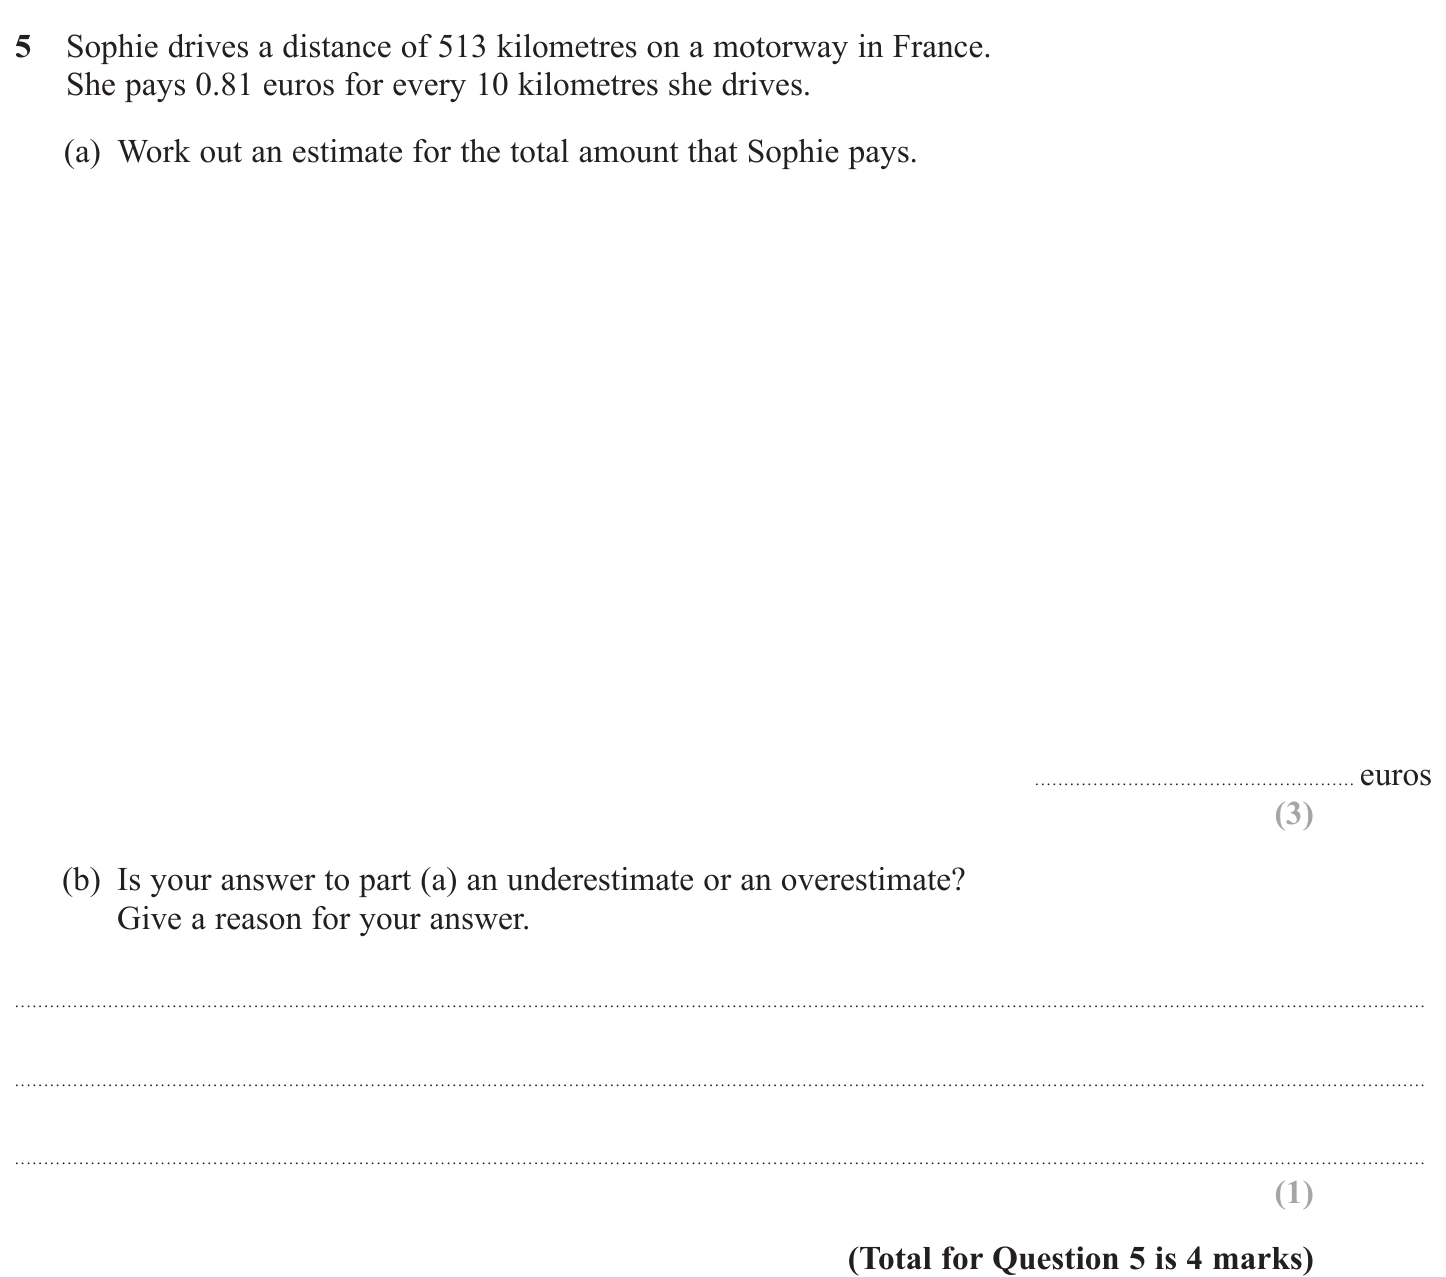 5 Sophie drives a distance of 513 kilometres on a motorway in France.
She pays 0.81 euros for every 10 kilometres she drives.
(a) Work out an estimate for the total amount that Sophie pays.
euros
(3)
(b) Is your answer to part (a) an underestimate or an overestimate?
Give a reason for your answer.
(1)
(Total for Question 5 is 4 marks)